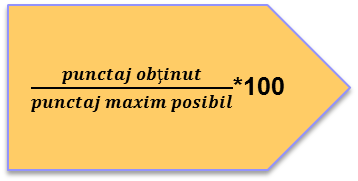 punctaj obținut
punctaj maxim posibil*100